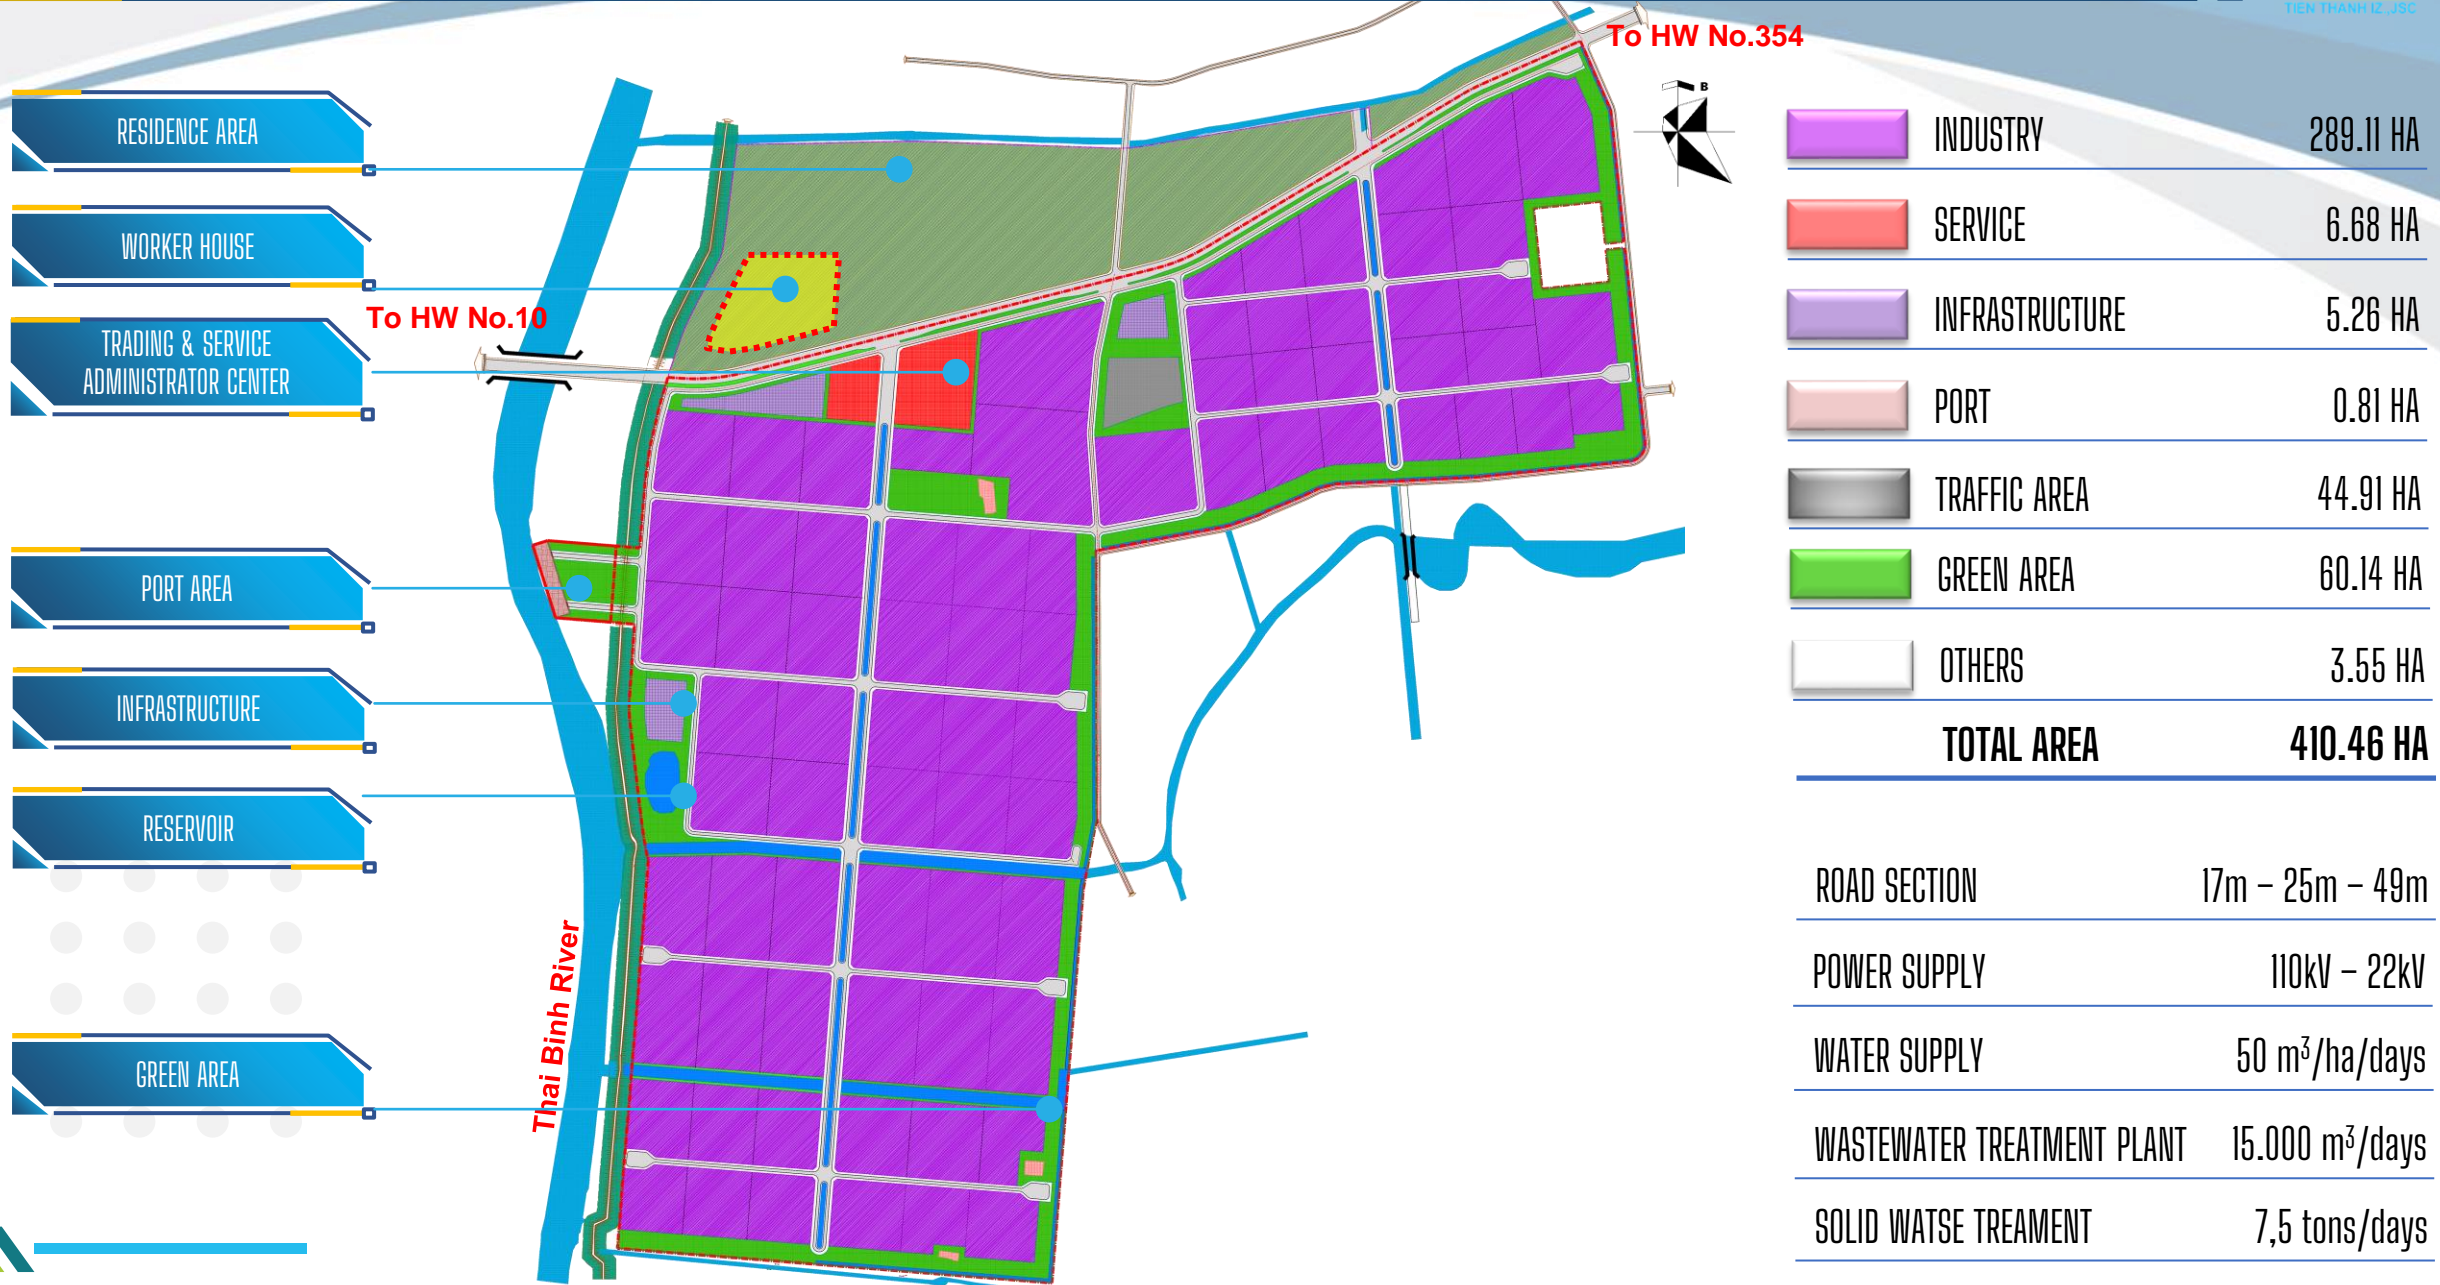 TIEN THANH IZ.,JSC
To HW No.354
B
RESIDENCE AREA
WORKER HOUSE
To HW No.10
TRADING & SERVICE
ADMINISTRATOR CENTER
PORT AREA
INFRASTRUCTURE
RESERVOIR
GREEN AREA
Thai Binh River
INDUSTRY 289.11 HA
SERVICE 6.68 HA
INFRASTRUCTURE 5.26 HA
PORT 0.81 HA
TRAFFIC AREA 44.91 HA
GREEN AREA 60.14 HA
OTHERS 3.55 HA
TOTAL AREA 410.46 HA
ROAD SECTION 17m – 25m – 49m
POWER SUPPLY 110kV – 22kV
WATER SUPPLY 50 m³/ha/days
WASTEWATER TREATMENT PLANT 15.000 m³/days
SOLID WATSE TREAMENT 7,5 tons/days